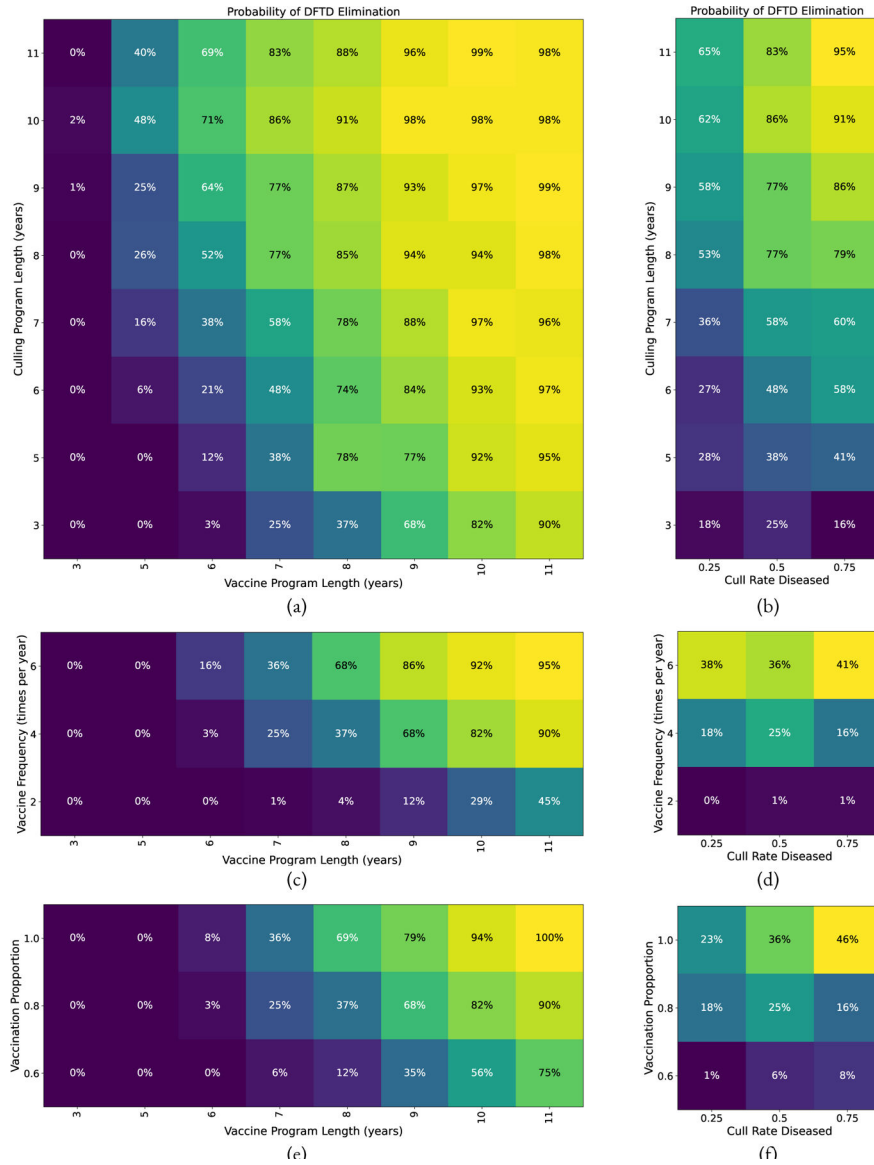 Probability of DFTD Elimination
Culling Program Length (years)
11 0% 40% 69% 83% 88% 96% 99% 98%
10 2% 48% 71% 86% 91% 98% 98% 98%
9 1% 25% 64% 77% 87% 93% 97% 99%
8 0% 26% 52% 77% 85% 94% 94% 98%
7 0% 16% 38% 58% 78% 88% 97% 96%
6 0% 6% 21% 48% 74% 84% 93% 97%
5 0% 0% 12% 38% 78% 77% 92% 95%
3 0% 0% 3% 25% 37% 68% 82% 90%
3 5 6 7 8 9 10 11
Vaccine Program Length (years)
(a)
Probability of DFTD Elimination
Culling Program Length (years)
11 65% 83% 95%
10 62% 86% 91%
9 58% 77% 86%
8 53% 77% 79%
7 36% 58% 60%
6 27% 48% 58%
5 28% 38% 41%
3 18% 25% 16%
0.25 0.5 0.75
Cull Rate Diseased
(b)
Vaccine Frequency (times per year)
6 0% 0% 16% 36% 68% 86% 92% 95%
4 0% 0% 3% 25% 37% 68% 82% 90%
2 0% 0% 0% 1% 4% 12% 29% 45%
3 5 6 7 8 9 10 11
Vaccine Program Length (years)
(c)
Vaccine Frequency (times per year)
6 38% 36% 41%
4 18% 25% 16%
2 0% 1% 1%
0.25 0.5 0.75
Cull Rate Diseased
(d)
Vaccination Propportion
1.0 0% 0% 8% 36% 69% 79% 94% 100%
0.8 0% 0% 3% 25% 37% 68% 82% 90%
0.6 0% 0% 0% 6% 12% 35% 56% 75%
3 5 6 7 8 9 10 11
Vaccine Program Length (years)
(e)
Vaccination Propportion
1.0 23% 36% 46%
0.8 18% 25% 16%
0.6 1% 6% 8%
0.25 0.5 0.75
Cull Rate Diseased
(f)